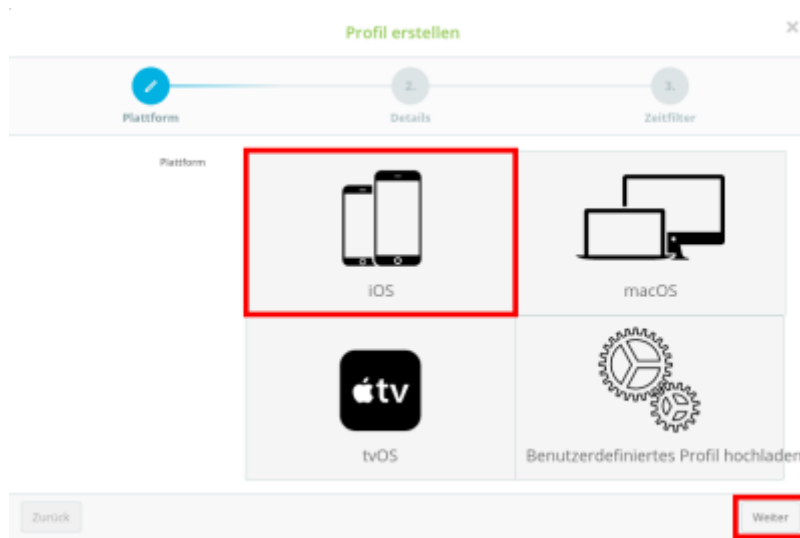 Profil erstellen
×
2.
3.
Plattform
Details
Zeitfilter
Plattform
iOS
macOS
tv
tvOS
Benutzerdefiniertes Profil hochladen
Zurück
Weiter